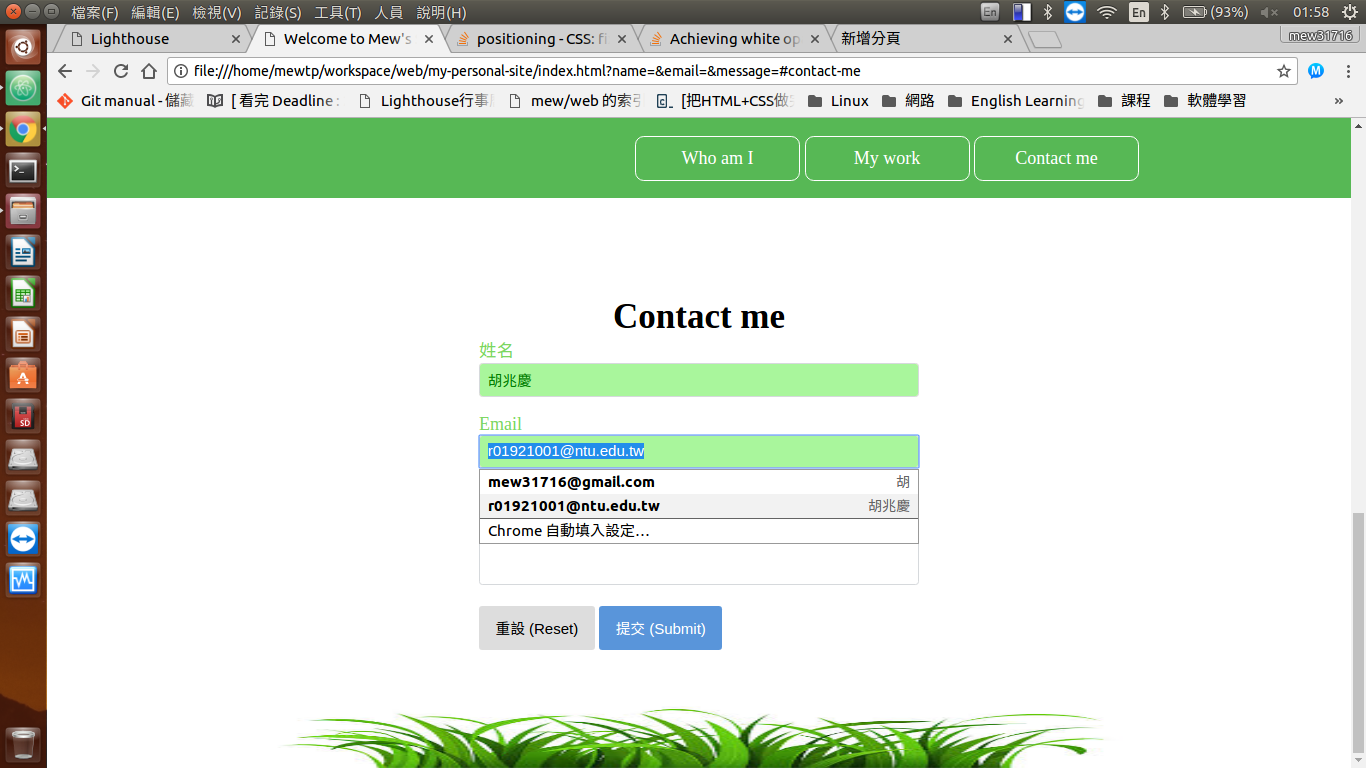 檔案(F) 編輯(E) 檢視(V) 記錄(S) 工具(T) 人員 說明(H)
En En (93%) 01:58
Lighthouse Welcome to Mew's positioning - CSS: fi Achieving white op 新增分頁 mew31716
file:///home/mewtp/workspace/web/my-personal-site/index.html?name=&email=&message=#contact-me
Git manual - 儲藏 [ 看完 Deadline : Lighthouse行事 mew/web 的索引 [把HTML+CSS做 Linux 網路 English Learning 課程 軟體學習 »
Who am I My work Contact me
Contact me
姓名
胡兆慶
Email
r01921001@ntu.edu.tw
mew31716@gmail.com 胡
r01921001@ntu.edu.tw 胡兆慶
Chrome 自動填入設定...
重設 (Reset) 提交 (Submit)